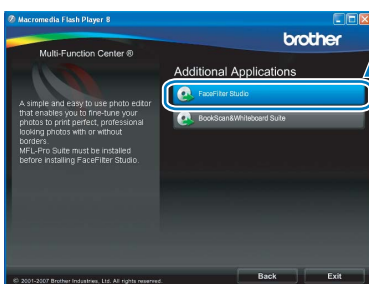 Macromedia Flash Player 8
brother
Multi-Function Center ®
Additional Applications
FaceFilter Studio
BookScan&Whiteboard Suite
A simple and easy to use photo editor
that enables you to fine-tune your
photos to print perfect, professional
looking photos with or without
borders.
MFL-Pro Suite must be installed
before installing FaceFilter Studio.
Back
Exit
© 2001-2007 Brother Industries, Ltd. All rights reserved.